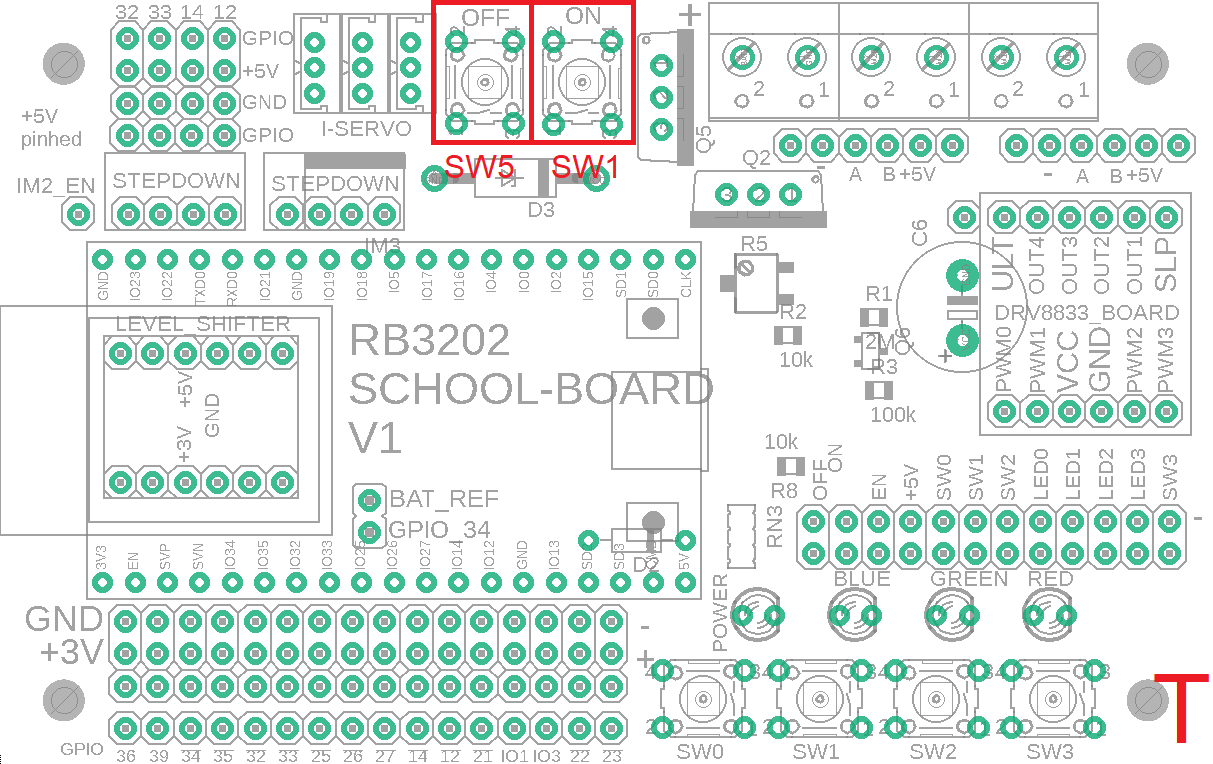 32 33 14 12
GPIO
+5V
GND
GPIO
+5V
pinhed
I-SERVO
OFF
ON
SW5
SW1
+
2 1 2 1 2 1
Q5
Q2
- A B +5V
- A B +5V
IM2_EN
STEPDOWN
STEPDOWN
IM3
D3
3 2 1
R5
C6
R1
R2
10k
2M
Q6
R3
100k
+
ULT OUT4 OUT3 OUT2 OUT1 SLP
DRV8833_BOARD
PWM0 PWM1 VCC GND PWM2 PWM3
GND IO23 IO22 TXD0 RXD0 IO21 GND IO19 IO18 IO5 IO17 IO16 IO4 IO0 IO2 IO15 SD1 SD0 CLK
LEVEL_SHIFTER
+5V
GND
+3V
RB3202
SCHOOL-BOARD
V1
BAT_REF
GPIO_34
3V3 EN SVP SVN IO34 IO35 IO32 IO33 IO25 IO26 IO27 IO14 IO12 GND IO13 SD3 5V
10k
R8
RN3
OFF ON EN +5V SW0 SW1 SW2 LED0 LED1 LED2 LED3 SW3
-
BLUE GREEN RED
POWER
GND
-
+3V
+
GPIO
36 39 34 35 32 33 25 26 27 14 12 21 IO1 IO3 22 23
SW0 SW1 SW2 SW3
T